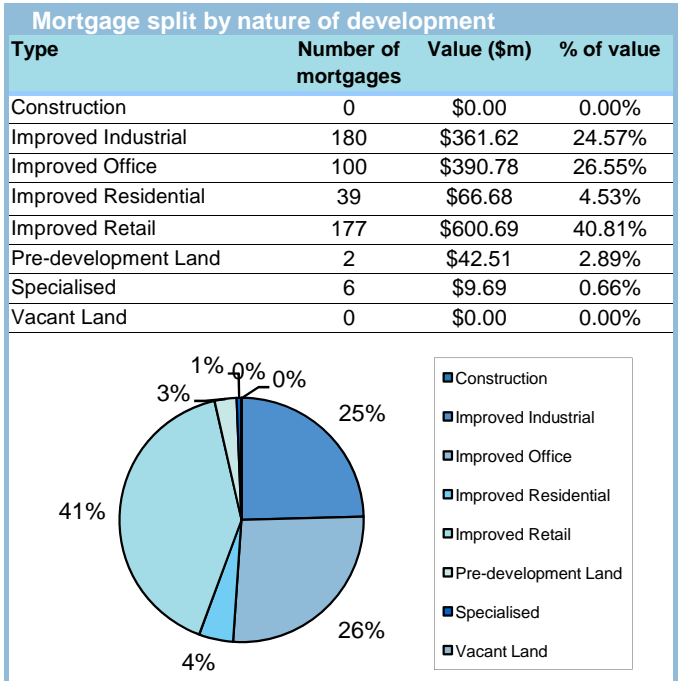 Mortgage split by nature of development
Type Number of mortgages Value ($m) % of value
Construction 0 $0.00 0.00%
Improved Industrial 180 $361.62 24.57%
Improved Office 100 $390.78 26.55%
Improved Residential 39 $66.68 4.53%
Improved Retail 177 $600.69 40.81%
Pre-development Land 2 $42.51 2.89%
Specialised 6 $9.69 0.66%
Vacant Land 0 $0.00 0.00%
1% 0% 0%
3%
25%
41%
26%
4%
Construction
Improved Industrial
Improved Office
Improved Residential
Improved Retail
Pre-development Land
Specialised
Vacant Land